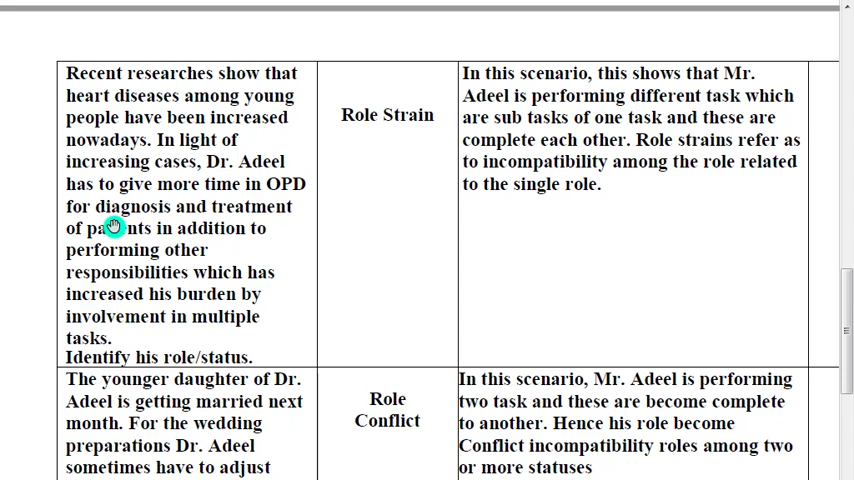 Recent researches show that
heart diseases among young
people have been increased
nowadays. In light of
increasing cases, Dr. Adeel
has to give more time in OPD
for diagnosis and treatment
of in addition to
performing other
responsibilities which has
increased his burden by
involvement in multiple
tasks.
Identify his role/status.
Role Strain
In this scenario, this shows that Mr.
Adeel is performing different task which
are sub tasks of one task and these are
complete each other. Role strains refer as
to incompatibility among the role related
to the single role.
The younger daughter of Dr.
Adeel is getting married next
month. For the wedding
preparations Dr. Adeel
sometimes have to adjust
Role
Conflict
In this scenario, Mr. Adeel is performing
two task and these are become complete
to another. Hence his role become
Conflict incompatibility roles among two
or more statuses